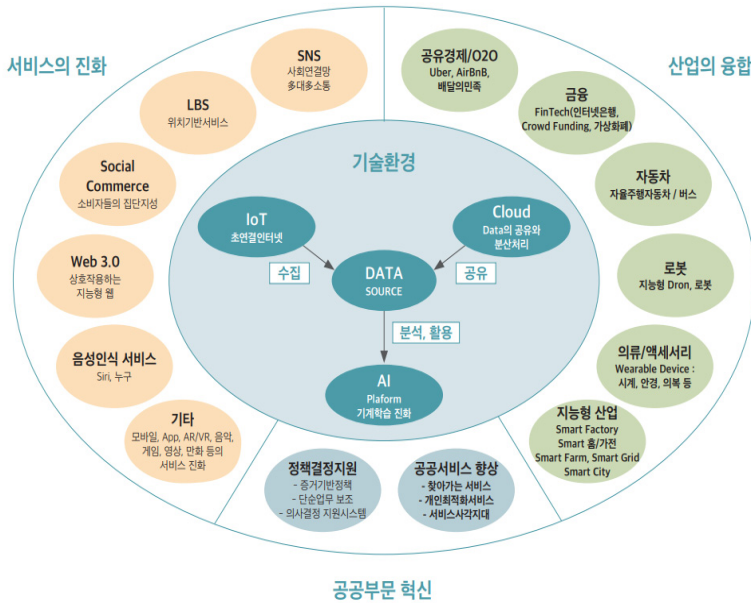 서비스의 진화
산업의 융합
SNS
사회연결망
多대多소통
LBS
위치기반서비스
Social
Commerce
소비자들의 집단지성
Web 3.0
상호작용하는
지능형 웹
음성인식 서비스
Siri, 누구
기타
모바일, App, AR/VR, 음악,
게임, 영상, 만화 등의
서비스 진화
공유경제/O2O
Uber, AirBnB,
배달의민족
금융
FinTech(인터넷은행,
Crowd Funding, 가상화폐)
자동차
자율주행자동차 / 버스
로봇
지능형 Dron, 로봇
의류/액세서리
Wearable Device :
시계, 안경, 의복 등
지능형 산업
Smart Factory
Smart 홈/가전
Smart Farm, Smart Grid
Smart City
기술환경
IoT
초연결인터넷
Cloud
Data의 공유와
분산처리
수집
DATA
SOURCE
공유
분석, 활용
AI
Plaform
기계학습 진화
정책결정지원
- 증거기반정책
- 단순업무 보조
- 의사결정 지원시스템
공공서비스 향상
- 찾아가는 서비스
- 개인최적화서비스
- 서비스사각지대
공공부문 혁신